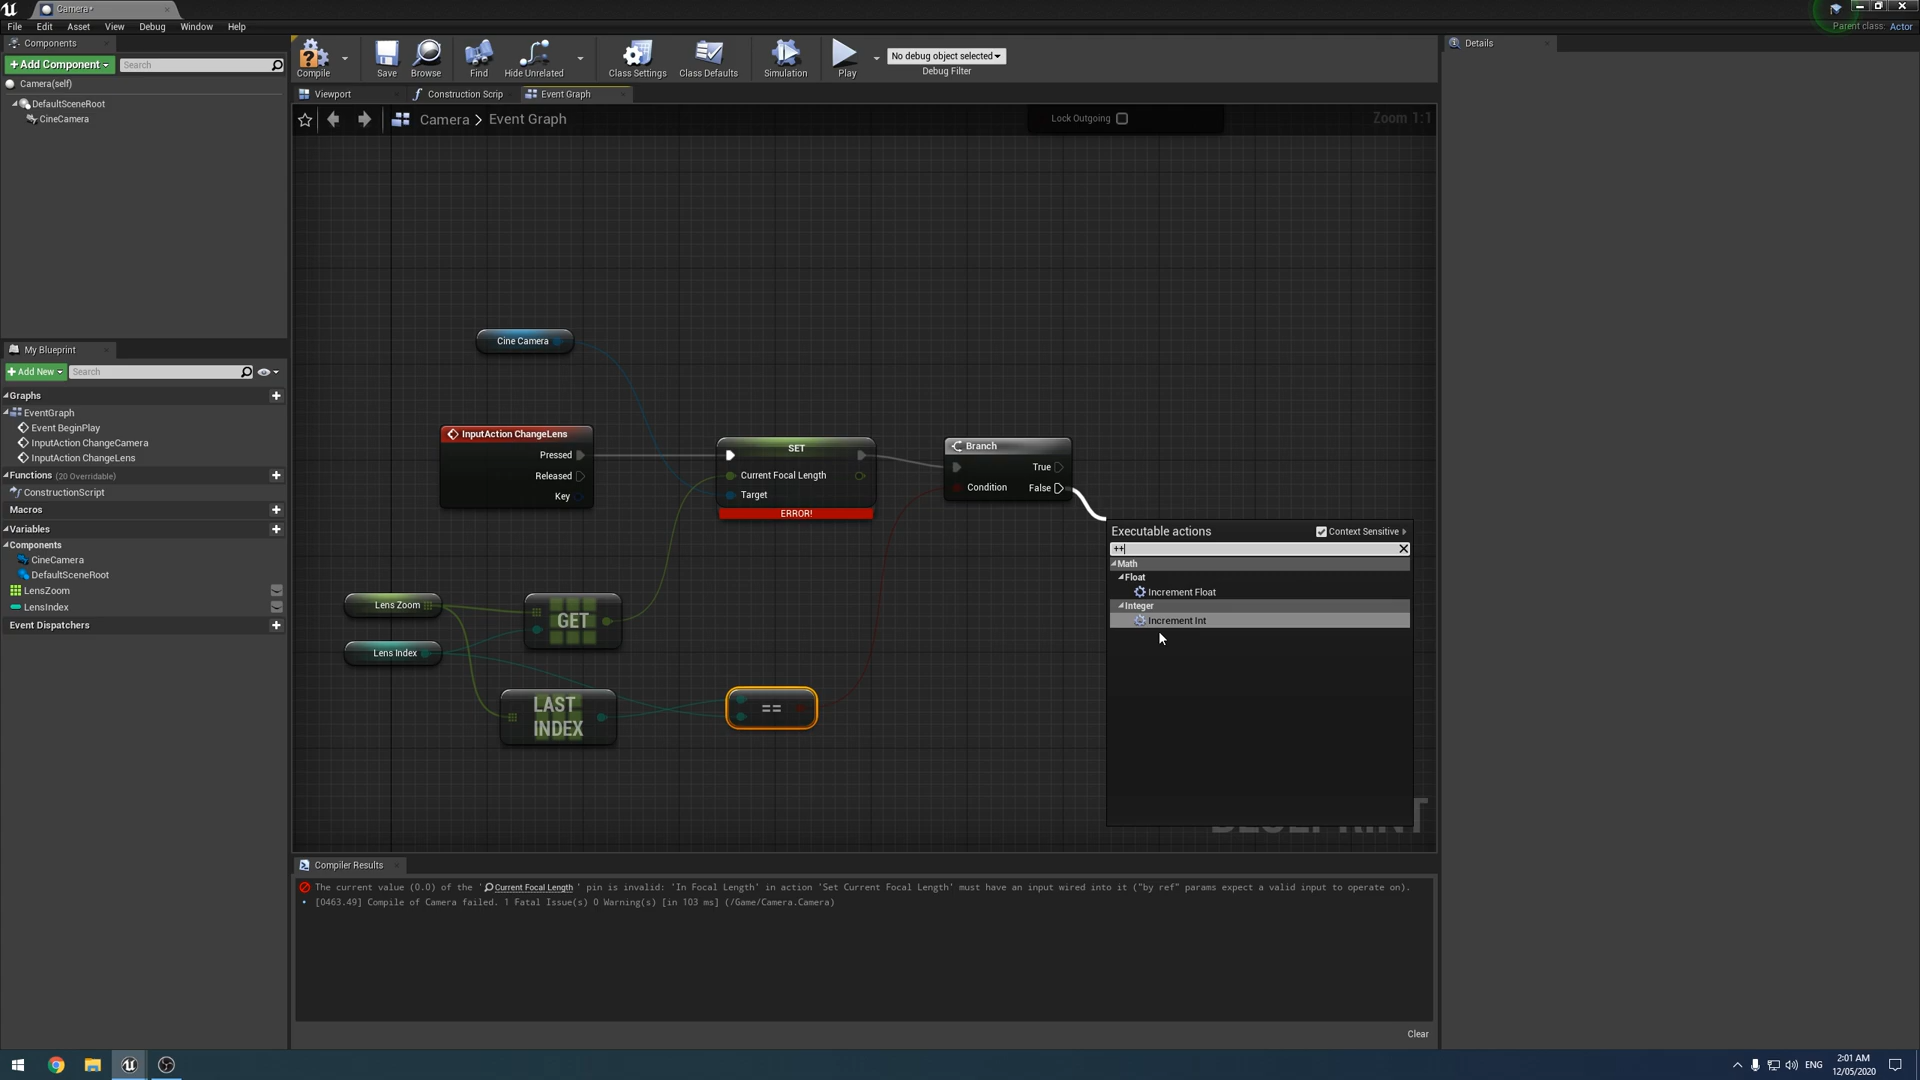 Camera*
File Edit Asset View Debug Window Help
Parent class: Actor
Components
+Add Component
Search
Camera(self)
DefaultSceneRoot
CineCamera
Compile
Save
Browse
Find
Hide Unrelated
Class Settings
Class Defaults
Simulation
Play
No debug object selected
Debug Filter
Details
Viewport
Construction Scrip
Event Graph
Camera > Event Graph
Lock Outgoing
Zoom 1:1
Cine Camera
InputAction ChangeLens
Pressed
Released
Key
SET
Current Focal Length
Target
ERROR!
Branch
True
Condition False
Lens Zoom
GET
Lens Index
LAST
INDEX
==
Executable actions
Context Sensitive
++
Math
Float
Increment Float
Integer
Increment Int
BLUEPRINT
My Blueprint
+Add New
Search
Graphs
EventGraph
Event BeginPlay
InputAction ChangeCamera
InputAction ChangeLens
Functions (20 Overridable)
ConstructionScript
Macros
Variables
Components
CineCamera
DefaultSceneRoot
LensZoom
LensIndex
Event Dispatchers
Compiler Results
The current value (0.0) of the ' Current Focal Length ' pin is invalid: 'In Focal Length' in action 'Set Current Focal Length' must have an input wired into it ("by ref" params expect a valid input to operate on).
[0463.49] Compile of Camera failed. 1 Fatal Issue(s) 0 Warning(s) [in 103 ms] (/Game/Camera.Camera)
Clear
ENG
2:01 AM
12/05/2020